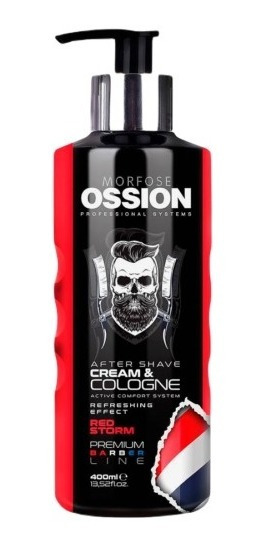 MORFOSE
OSSION
PROFESSIONAL SYSTEMS
AFTER SHAVE
CREAM &
COLOGNE
ACTIVE COMFORT SYSTEM
REFRESHING
EFFECT
RED
STORM
PREMIUM
BARBER
LINE
400ml ℮
13,52fl.oz.